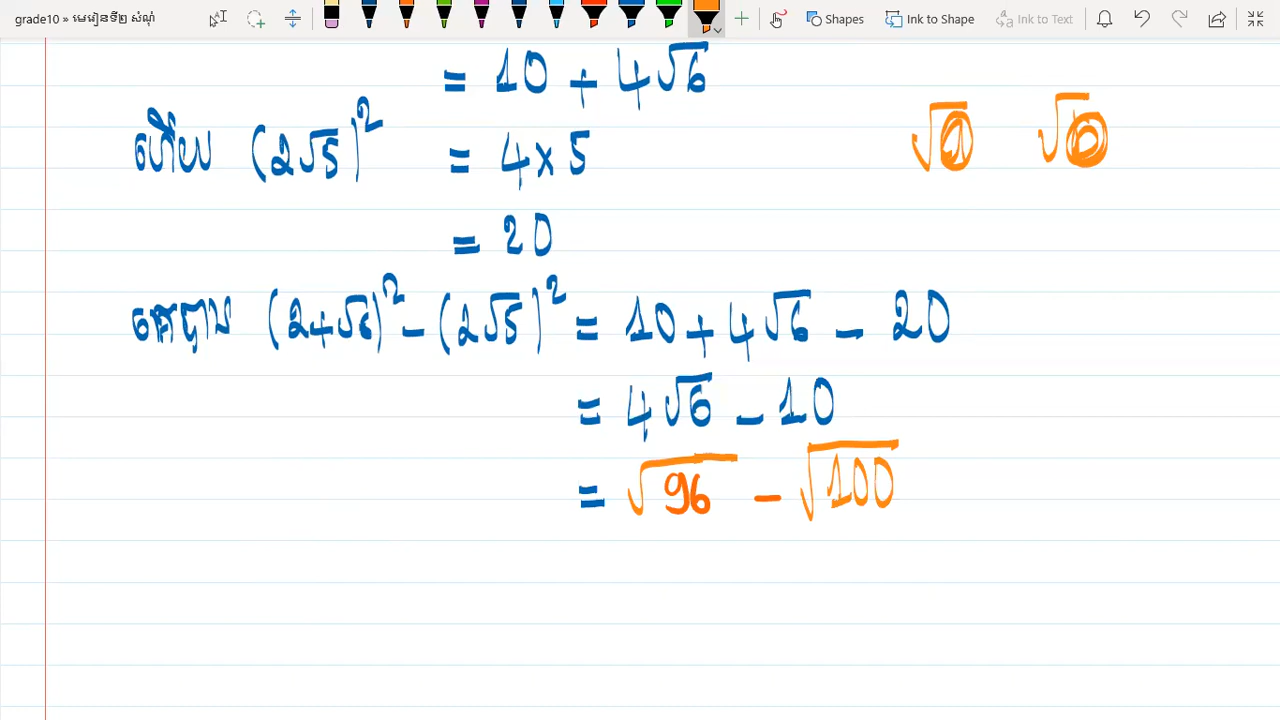 grade10 » មេរៀនទី២ សំណុំ
Shapes Ink to Shape Ink to Text
= 10 + 4√6
ហើយ (2√5)² = 4 × 5
√a √b
= 20
គេបាន (2+√6)² - (2√5)² = 10 + 4√6 - 20
= 4√6 - 10
= √96 - √100